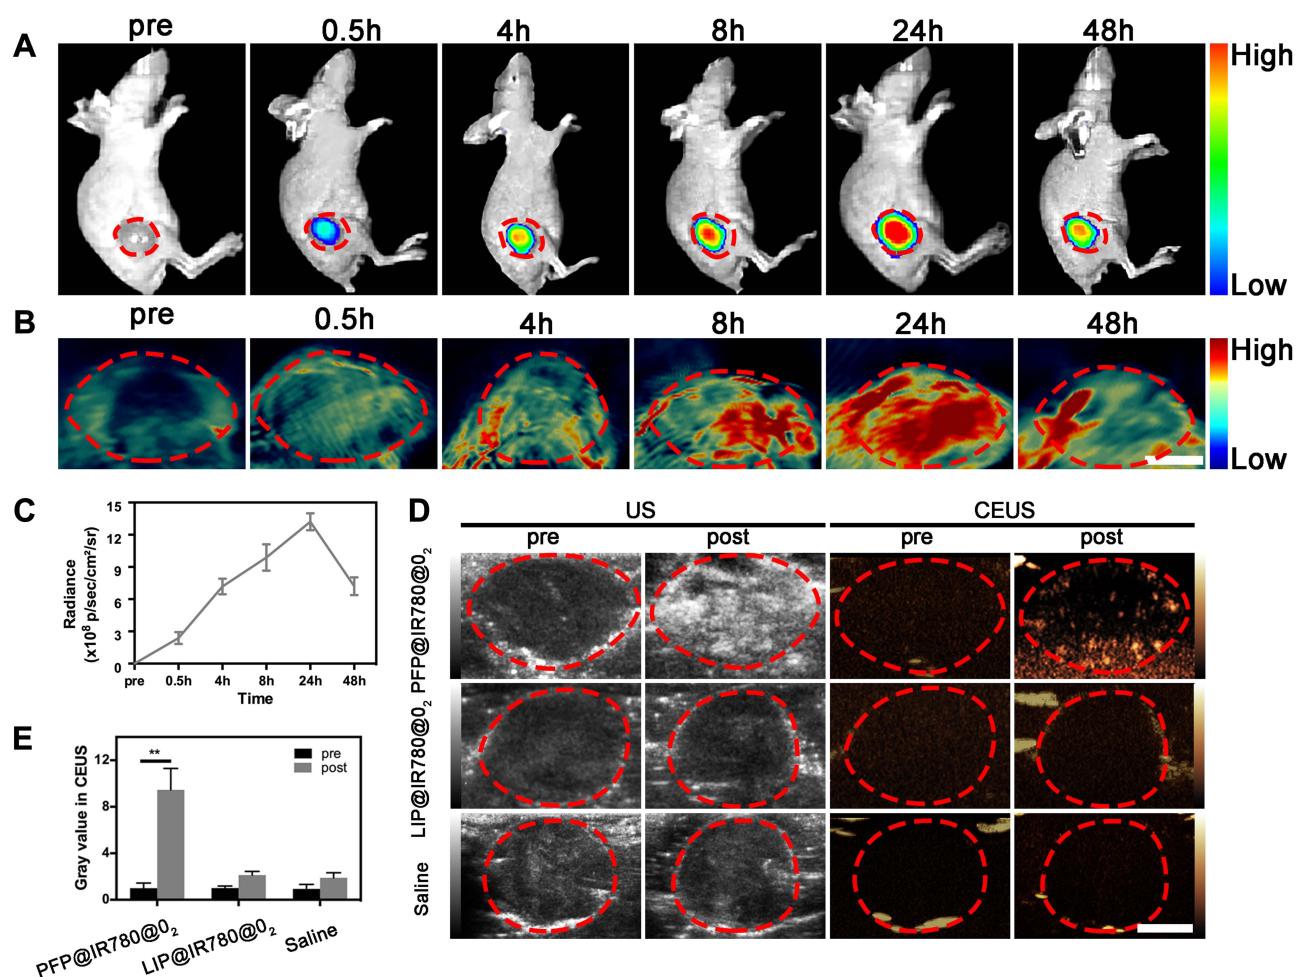 A
pre 0.5h 4h 8h 24h 48h
High
Low
B
pre 0.5h 4h 8h 24h 48h
High
Low
C
Radiance
(x10⁸ p/sec/cm²/sr)
15
12
9
6
3
0
pre 0.5h 4h 8h 24h 48h
Time
D
US CEUS
pre post pre post
PFP@IR780@0₂
LIP@IR780@0₂
Saline
E
Gray value in CEUS
12
8
4
0
**
pre
post
PFP@IR780@0₂ LIP@IR780@0₂ Saline